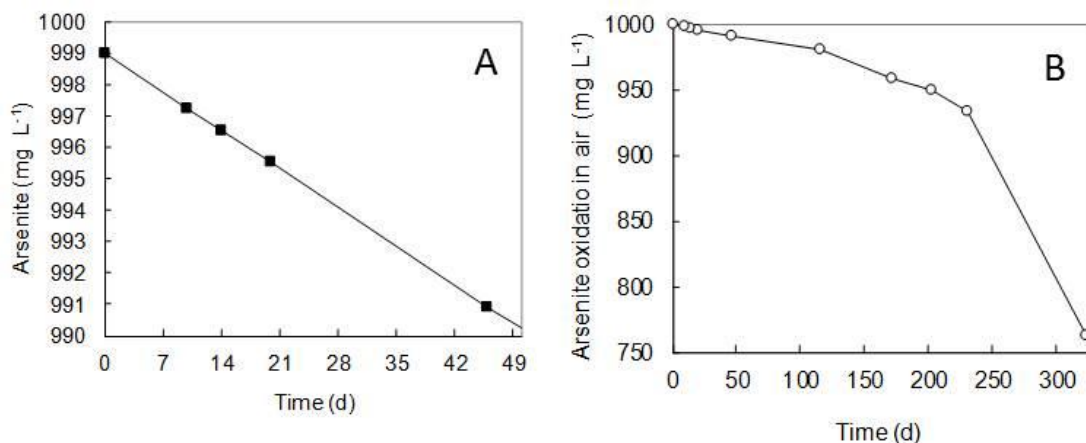 A
Arsenite (mg L-1)
1000
999
998
997
996
995
994
993
992
991
990
0 7 14 21 28 35 42 49
Time (d)
B
Arsenite oxidatio in air (mg L-1)
1000
950
900
850
800
750
0 50 100 150 200 250 300
Time (d)